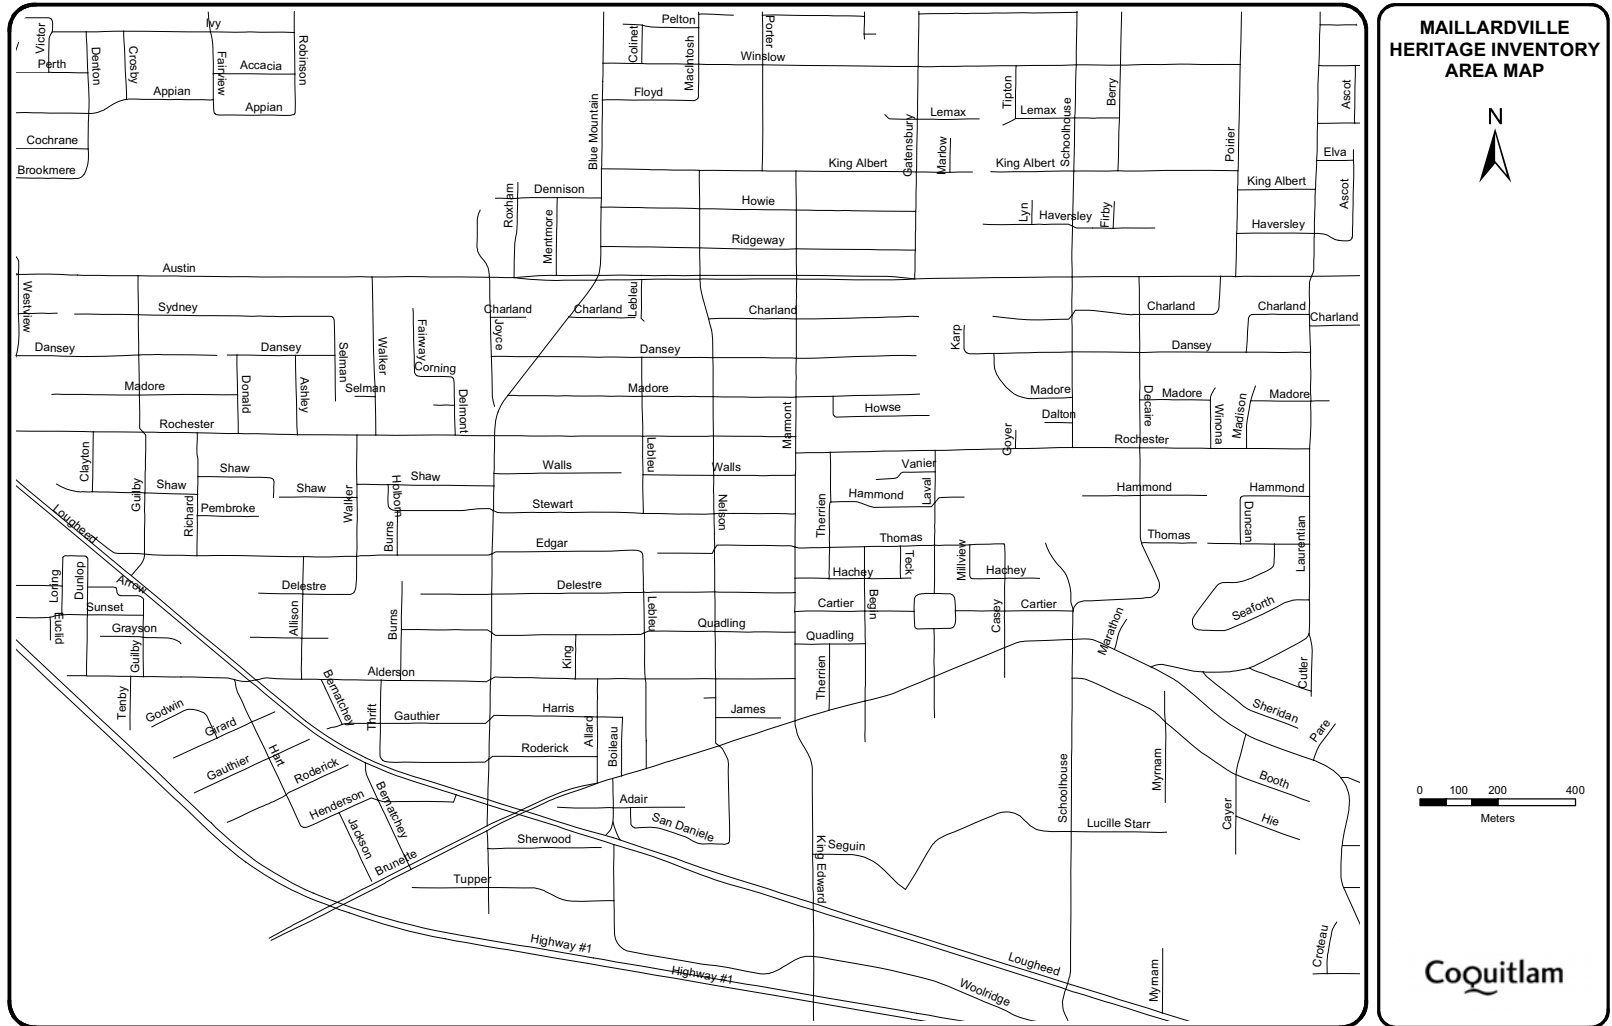 MAILLARDVILLE
HERITAGE INVENTORY
AREA MAP
N
0 100 200 400
Meters
Coquitlam
Ivy
Victor
Perth
Denton
Crosby
Fairview
Accacia
Robinson
Appian
Appian
Cochrane
Brookmere
Pelton
Colinet
MacIntosh
Porter
Winslow
Floyd
Blue Mountain
Lemax
Tipton
Lemax
Schoolhouse
Berry
Gatensbury
Marlow
King Albert
King Albert
Poirier
Ascot
Elva
King Albert
Ascot
Roxham
Dennison
Mentmore
Howie
Ridgeway
Lyn
Haversley
Firby
Haversley
Austin
Westview
Sydney
Charland
Charland
Lebleu
Charland
Charland
Charland
Charland
Joyce
Dansey
Dansey
Selman
Walker
Fairway
Corning
Dansey
Karp
Dansey
Madore
Donald
Ashley
Selman
Delmont
Madore
Howse
Madore
Dalton
Decaire
Madore
Winona
Madison
Madore
Marmont
Rochester
Goyer
Rochester
Clayton
Guilby
Shaw
Shaw
Richard
Pembroke
Shaw
Walker
Holborn
Shaw
Burns
Walls
Lebleu
Walls
Nelson
Stewart
Vanier
Hammond
Laval
Therrien
Hammond
Hammond
Duncan
Laurentian
Lougheed
Edgar
Thomas
Thomas
Teck
Millview
Hachey
Hachey
Loring
Dunlop
Arrow
Sunset
Euclid
Grayson
Guilby
Delestre
Allison
Burns
Delestre
Lebleu
Quadling
Cartier
Begin
Casey
Cartier
Quadling
Marathon
Seaforth
King
Alderson
Therrien
Cutler
Tenby
Godwin
Girard
Gauthier
Hart
Roderick
Bernatchey
Thrift
Gauthier
Harris
Allard
Boileau
Roderick
James
Sheridan
Pare
Henderson
Bernatchey
Jackson
Brunette
Adair
San Daniele
Sherwood
Tupper
Schoolhouse
Myrnam
Booth
Cayer
Hie
Lucille Starr
King Edward
Seguin
Highway #1
Highway #1
Lougheed
Woolridge
Myrnam
Croteau